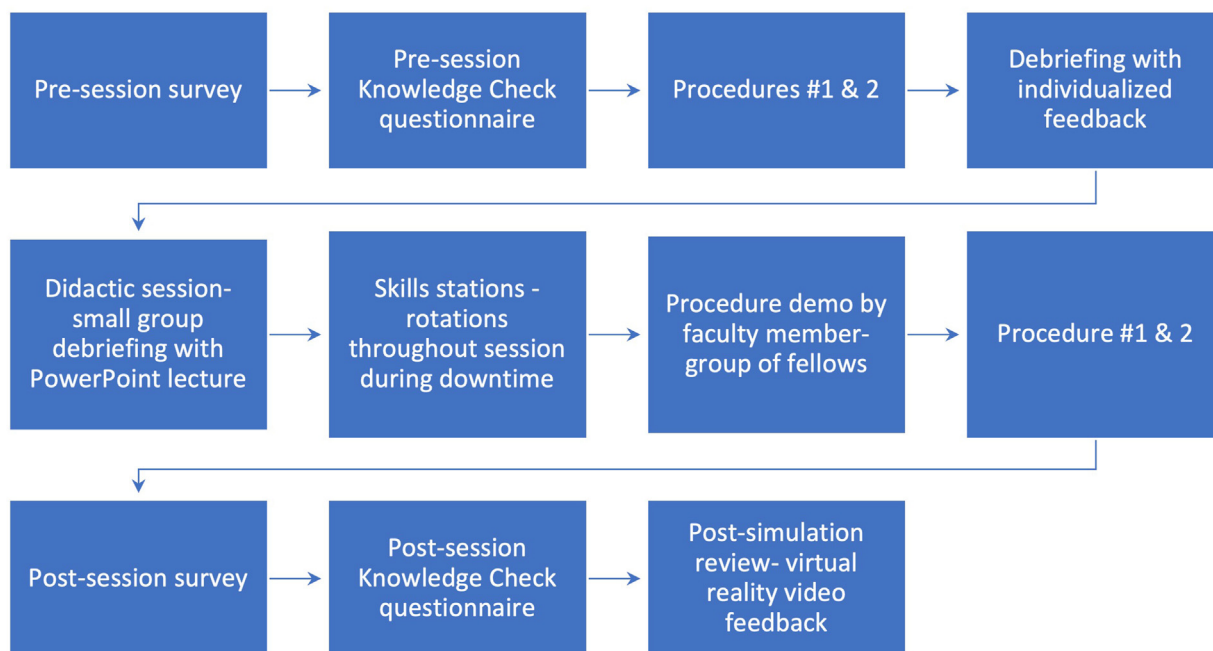 Pre-session survey
Pre-session
Knowledge Check
questionnaire
Procedures #1 & 2
Debriefing with
individualized
feedback
Didactic session-
small group
debriefing with
PowerPoint lecture
Skills stations -
rotations
throughout session
during downtime
Procedure demo by
faculty member-
group of fellows
Procedure #1 & 2
Post-session survey
Post-session
Knowledge Check
questionnaire
Post-simulation
review- virtual
reality video
feedback